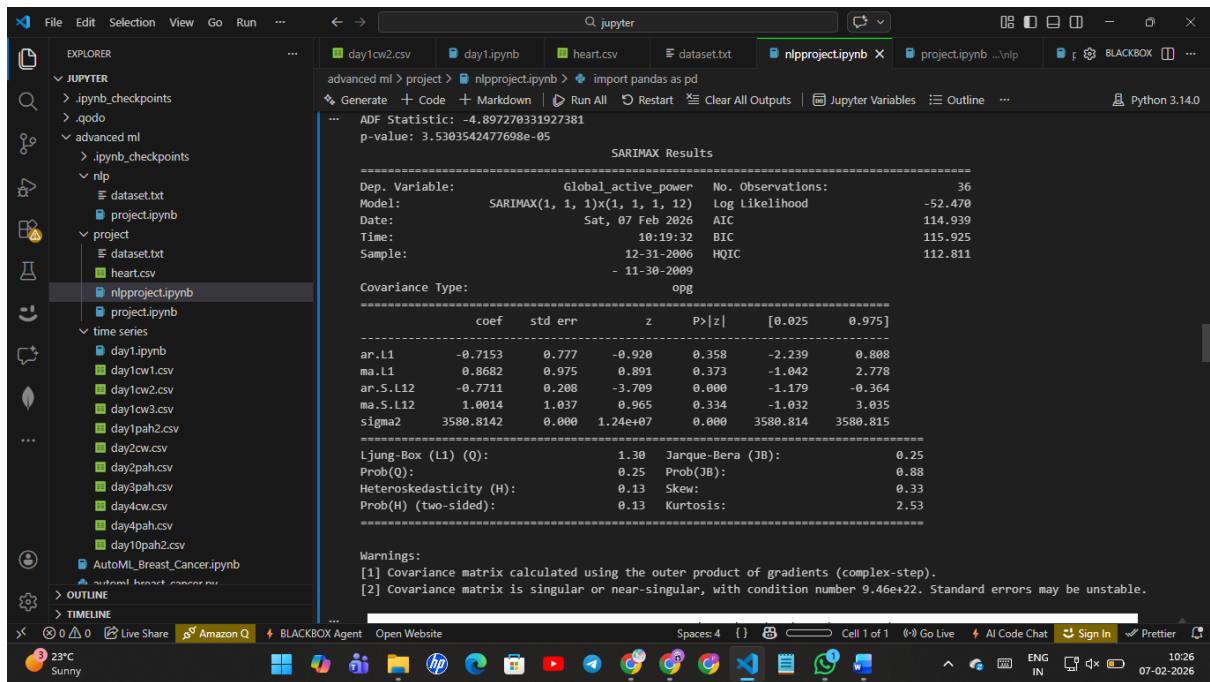 File Edit Selection View Go Run ···
jupyter
EXPLORER ···
JUPYTER
.ipynb_checkpoints
.qodo
advanced ml
.ipynb_checkpoints
nlp
dataset.txt
project.ipynb
project
dataset.txt
heart.csv
nlpproject.ipynb
project.ipynb
time series
day1.ipynb
day1cw1.csv
day1cw2.csv
day1cw3.csv
day1pah2.csv
day2cw.csv
day2pah.csv
day3pah.csv
day4cw.csv
day4pah.csv
day10pah2.csv
AutoML_Breast_Cancer.ipynb
automl_breast_cancer.py
OUTLINE
TIMELINE
day1cw2.csv day1.ipynb heart.csv dataset.txt nlpproject.ipynb project.ipynb ...\nlp BLACKBOX ···
advanced ml > project > nlpproject.ipynb > import pandas as pd
Generate + Code + Markdown Run All Restart Clear All Outputs Jupyter Variables Outline ··· Python 3.14.0
ADF Statistic: -4.897270331927381
p-value: 3.5303542477698e-05
SARIMAX Results
Dep. Variable: Global_active_power No. Observations: 36
Model: SARIMAX(1, 1, 1)x(1, 1, 1, 12) Log Likelihood -52.470
Date: Sat, 07 Feb 2026 AIC 114.939
Time: 10:19:32 BIC 115.925
Sample: 12-31-2006 HQIC 112.811
- 11-30-2009
Covariance Type: opg
coef std err z P>|z| [0.025 0.975]
ar.L1 -0.7153 0.777 -0.920 0.358 -2.239 0.808
ma.L1 0.8682 0.975 0.891 0.373 -1.042 2.778
ar.S.L12 -0.7711 0.208 -3.709 0.000 -1.179 -0.364
ma.S.L12 1.0014 1.037 0.965 0.334 -1.032 3.035
sigma2 3580.8142 0.000 1.24e+07 0.000 3580.814 3580.815
Ljung-Box (L1) (Q): 1.30 Jarque-Bera (JB): 0.25
Prob(Q): 0.25 Prob(JB): 0.88
Heteroskedasticity (H): 0.13 Skew: 0.33
Prob(H) (two-sided): 0.13 Kurtosis: 2.53
Warnings:
[1] Covariance matrix calculated using the outer product of gradients (complex-step).
[2] Covariance matrix is singular or near-singular, with condition number 9.46e+22. Standard errors may be unstable.
0 0 Live Share Amazon Q BLACKBOX Agent Open Website Spaces: 4 {} Cell 1 of 1 Go Live AI Code Chat Sign In Prettier
3 23°C
Sunny
ENG
IN
10:26
07-02-2026